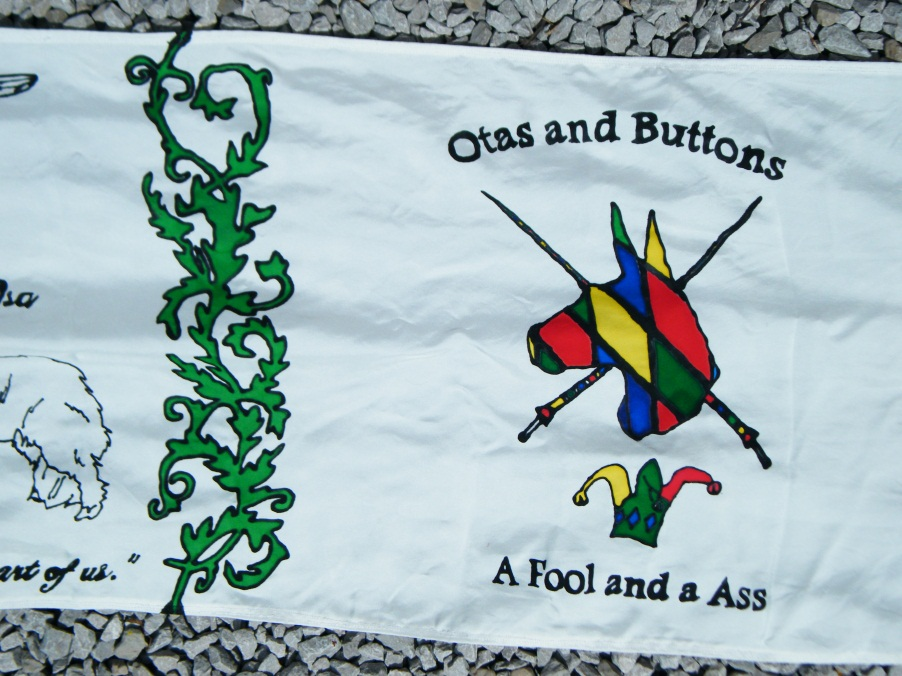 Otas and Buttons
art of us."
A Fool and a Ass